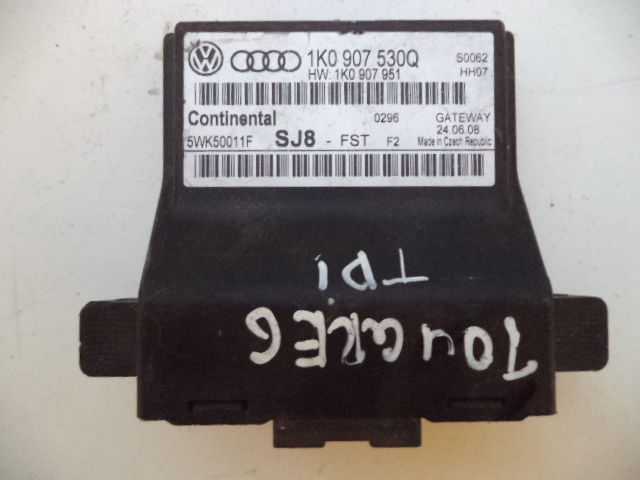 1K0 907 530Q
S0062
HW: 1K0 907 951
HH07
Continental
0296
GATEWAY
24.06.08
5WK50011F
SJ8 - FST F2
Made in Czech Republic
TOUGREG
TDi